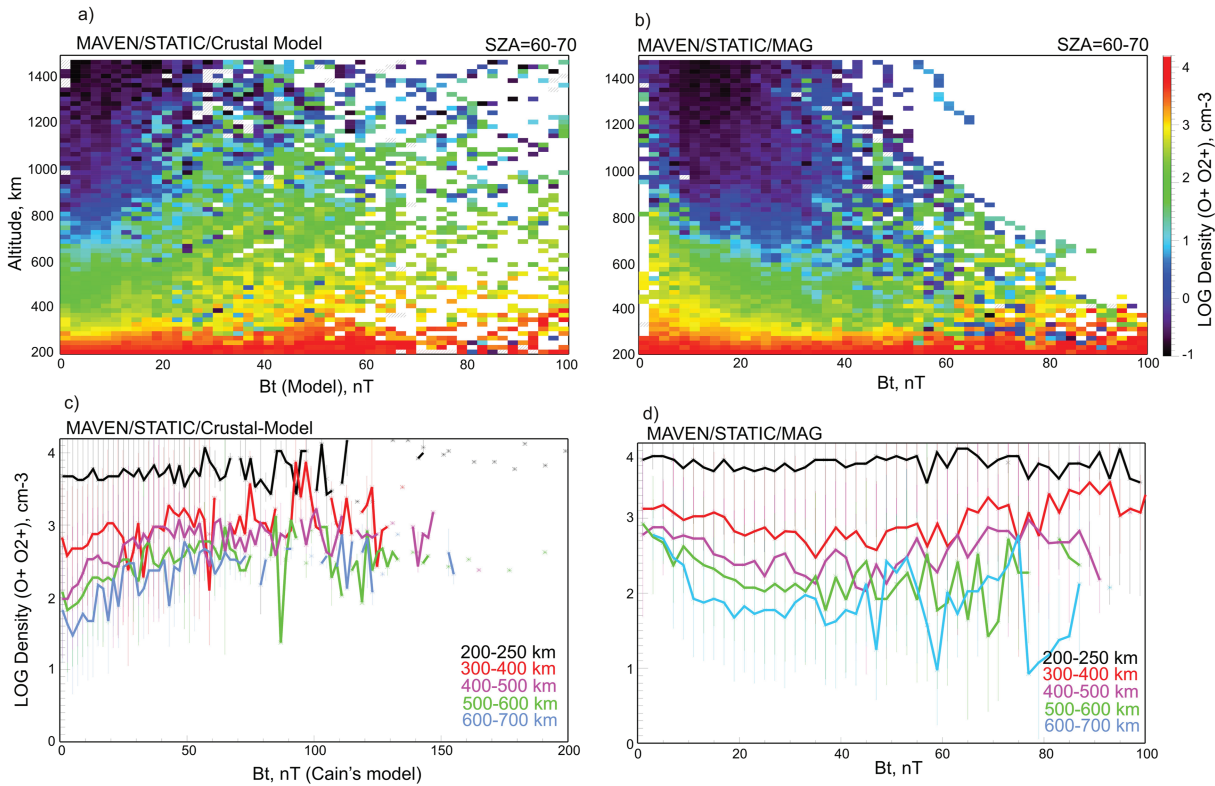 a)
MAVEN/STATIC/Crustal Model SZA=60-70
1400
1200
1000
800
600
400
200
Altitude, km
0 20 40 60 80 100
Bt (Model), nT
b)
MAVEN/STATIC/MAG SZA=60-70
1400
1200
1000
800
600
400
200
0 20 40 60 80 100
Bt, nT
4
3
2
1
0
-1
LOG Density (O+ O2+), cm-3
c)
MAVEN/STATIC/Crustal-Model
4
3
2
1
0
LOG Density (O+ O2+), cm-3
200-250 km
300-400 km
400-500 km
500-600 km
600-700 km
0 50 100 150 200
Bt, nT (Cain's model)
d)
MAVEN/STATIC/MAG
4
3
2
1
0
200-250 km
300-400 km
400-500 km
500-600 km
600-700 km
0 20 40 60 80 100
Bt, nT